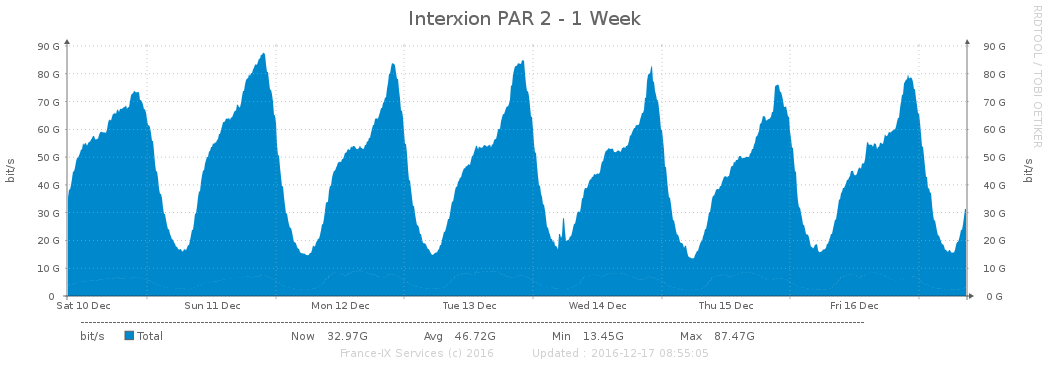 Interxion PAR 2 - 1 Week
RRDTOOL / TOBI OETIKER
bit/s
90 G 90 G
80 G 80 G
70 G 70 G
60 G 60 G
50 G 50 G
40 G 40 G
30 G 30 G
20 G 20 G
10 G 10 G
0 0 G
bit/s
Sat 10 Dec Sun 11 Dec Mon 12 Dec Tue 13 Dec Wed 14 Dec Thu 15 Dec Fri 16 Dec
bit/s Total Now 32.97G Avg 46.72G Min 13.45G Max 87.47G
France-IX Services (c) 2016 Updated : 2016-12-17 08:55:05